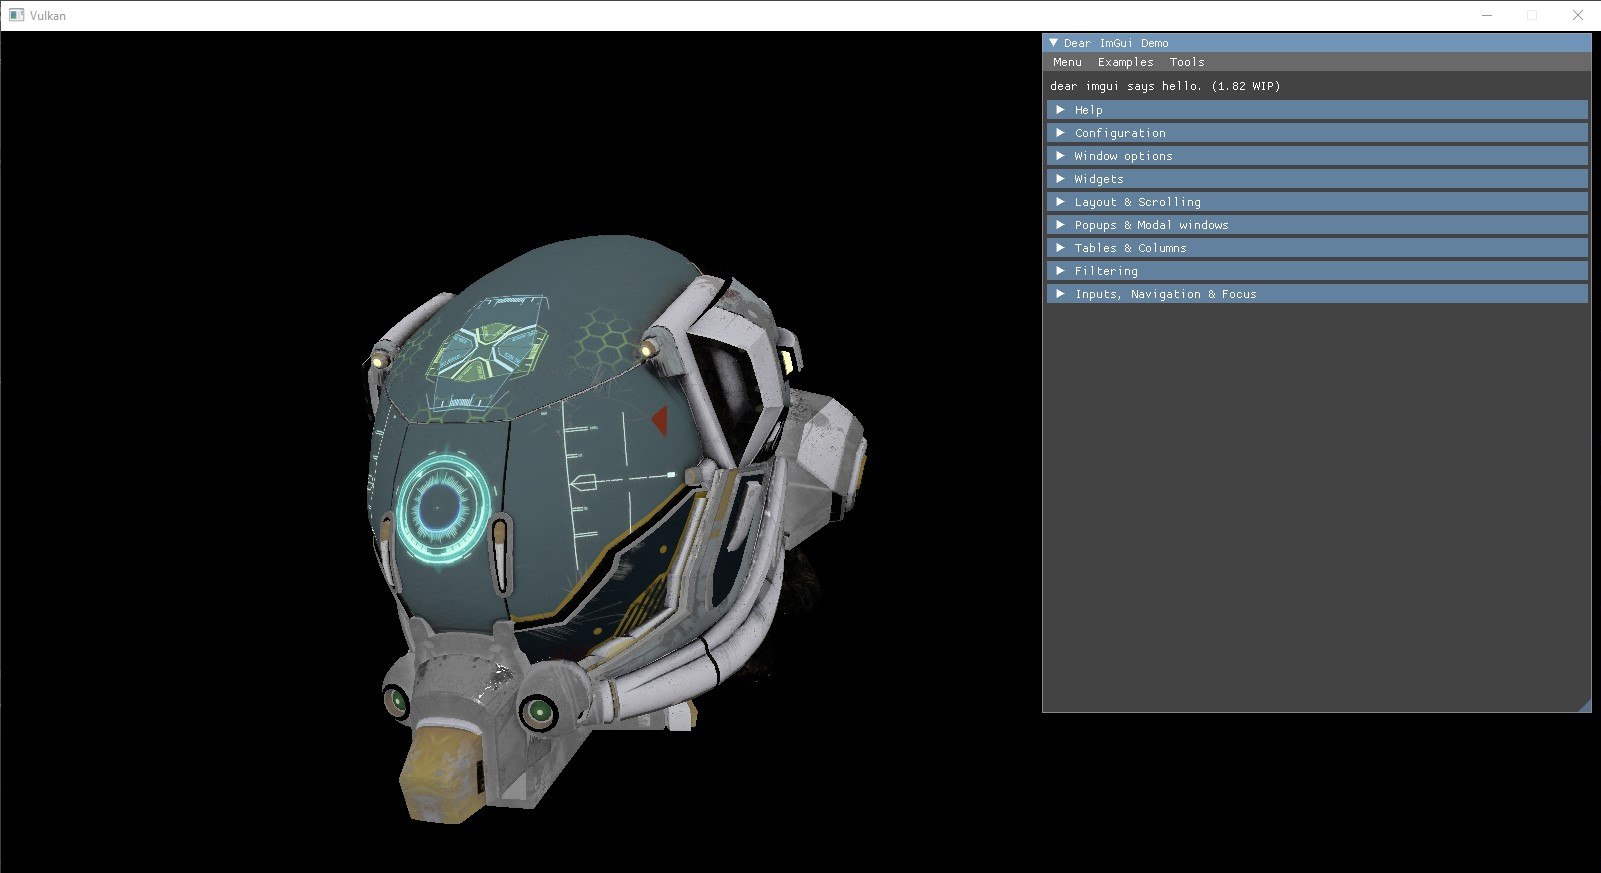 Vulkan
Dear ImGui Demo
Menu Examples Tools
dear imgui says hello. (1.82 WIP)
Help
Configuration
Window options
Widgets
Layout & Scrolling
Popups & Modal windows
Tables & Columns
Filtering
Inputs, Navigation & Focus